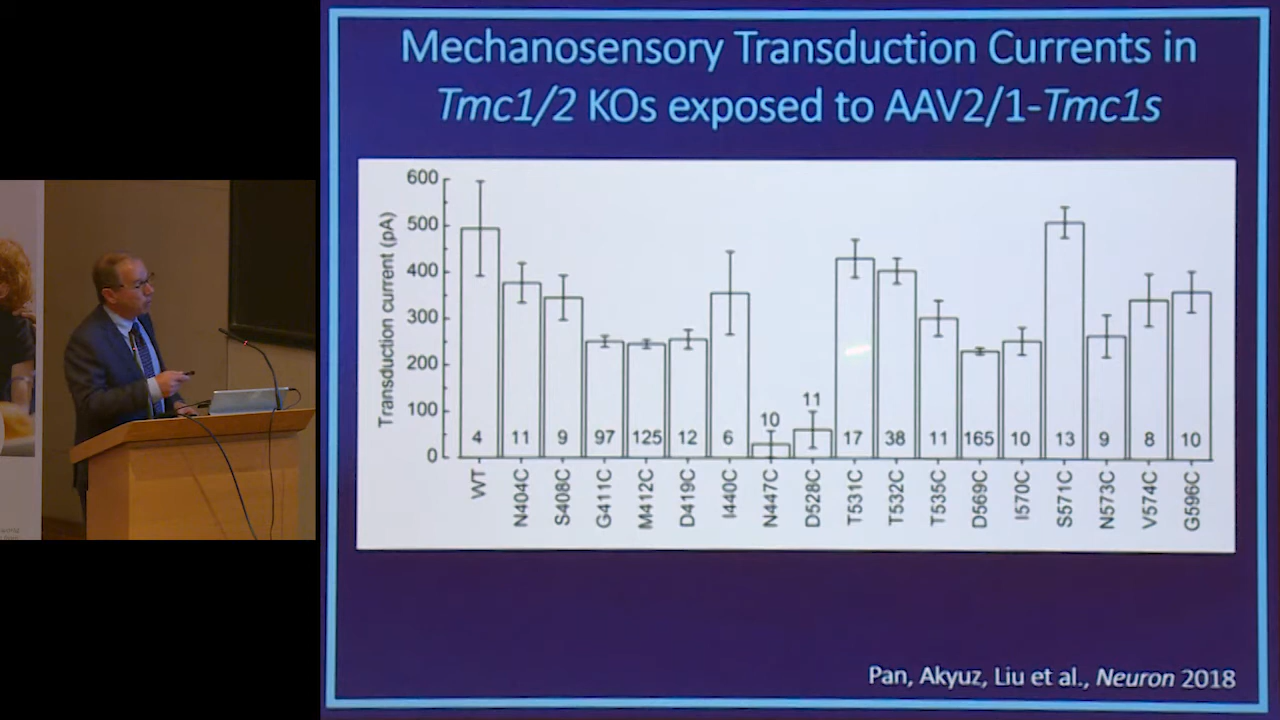 Mechanosensory Transduction Currents in
Tmc1/2 KOs exposed to AAV2/1-Tmc1s
Transduction current (pA)
600
500
400
300
200
100
0
4 11 9 97 125 12 6 10 11 17 38 11 165 10 13 9 8 10
WT N404C S408C G411C M412C D419C I440C N447C D528C T531C T532C T535C D569C I570C S571C N573C V574C G596C
Pan, Akyuz, Liu et al., Neuron 2018